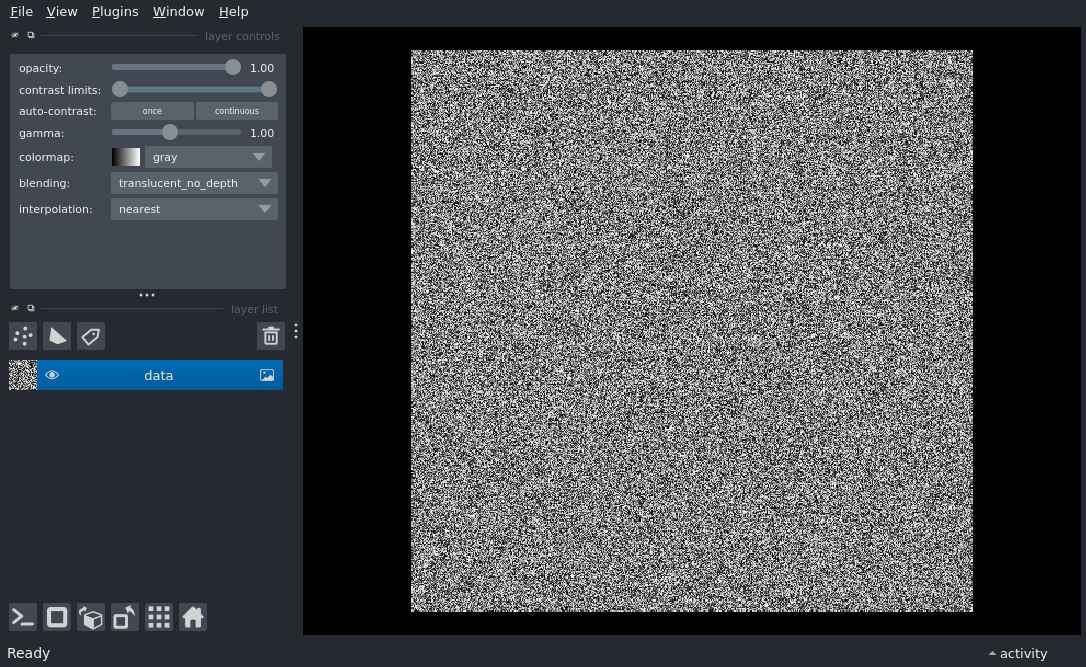 File View Plugins Window Help
layer controls
opacity: 1.00
contrast limits:
auto-contrast: once continuous
gamma: 1.00
colormap: gray
blending: translucent_no_depth
interpolation: nearest
layer list
data
Ready activity